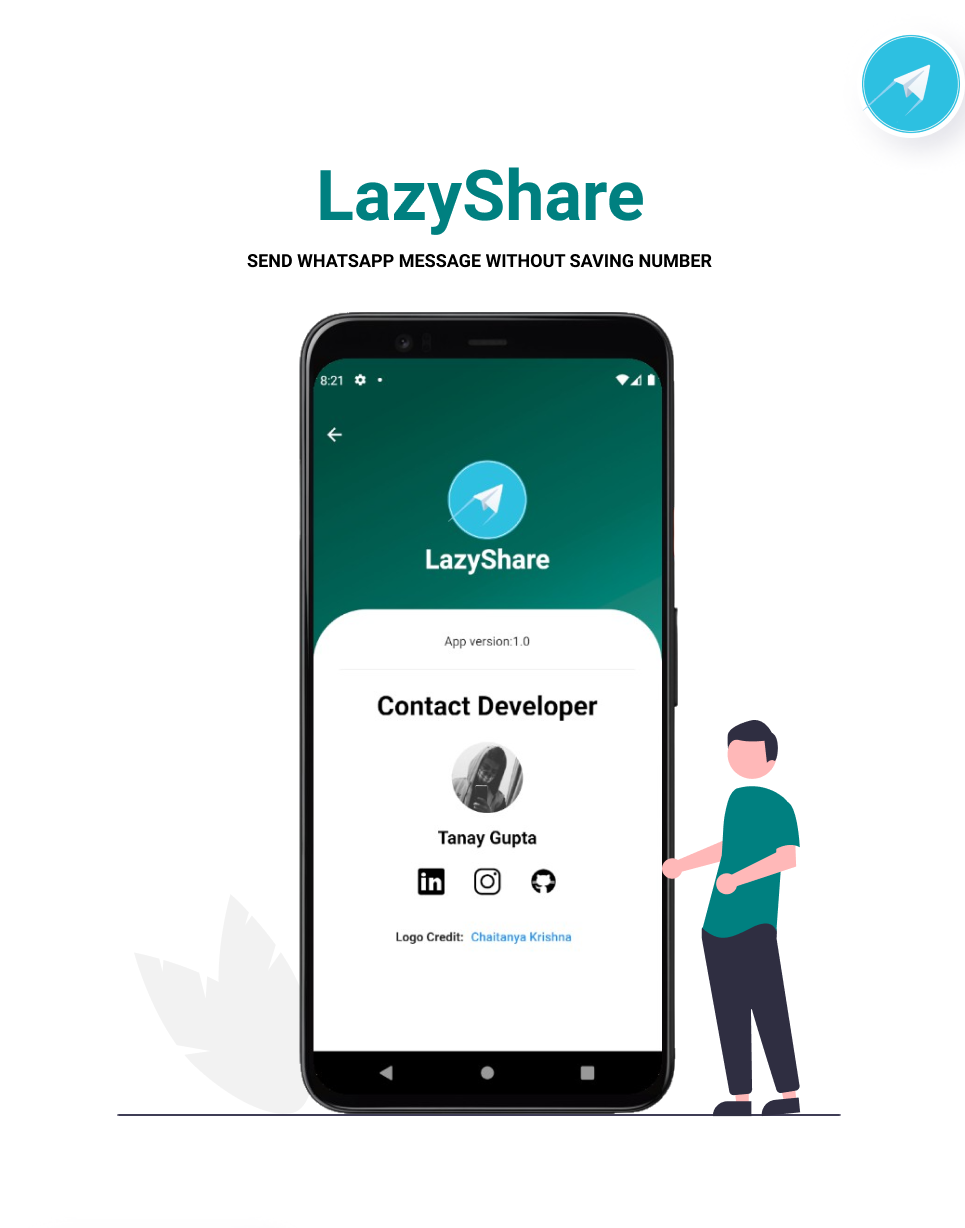 LazyShare
SEND WHATSAPP MESSAGE WITHOUT SAVING NUMBER
8:21
LazyShare
App version:1.0
Contact Developer
Tanay Gupta
in
Logo Credit: Chaitanya Krishna